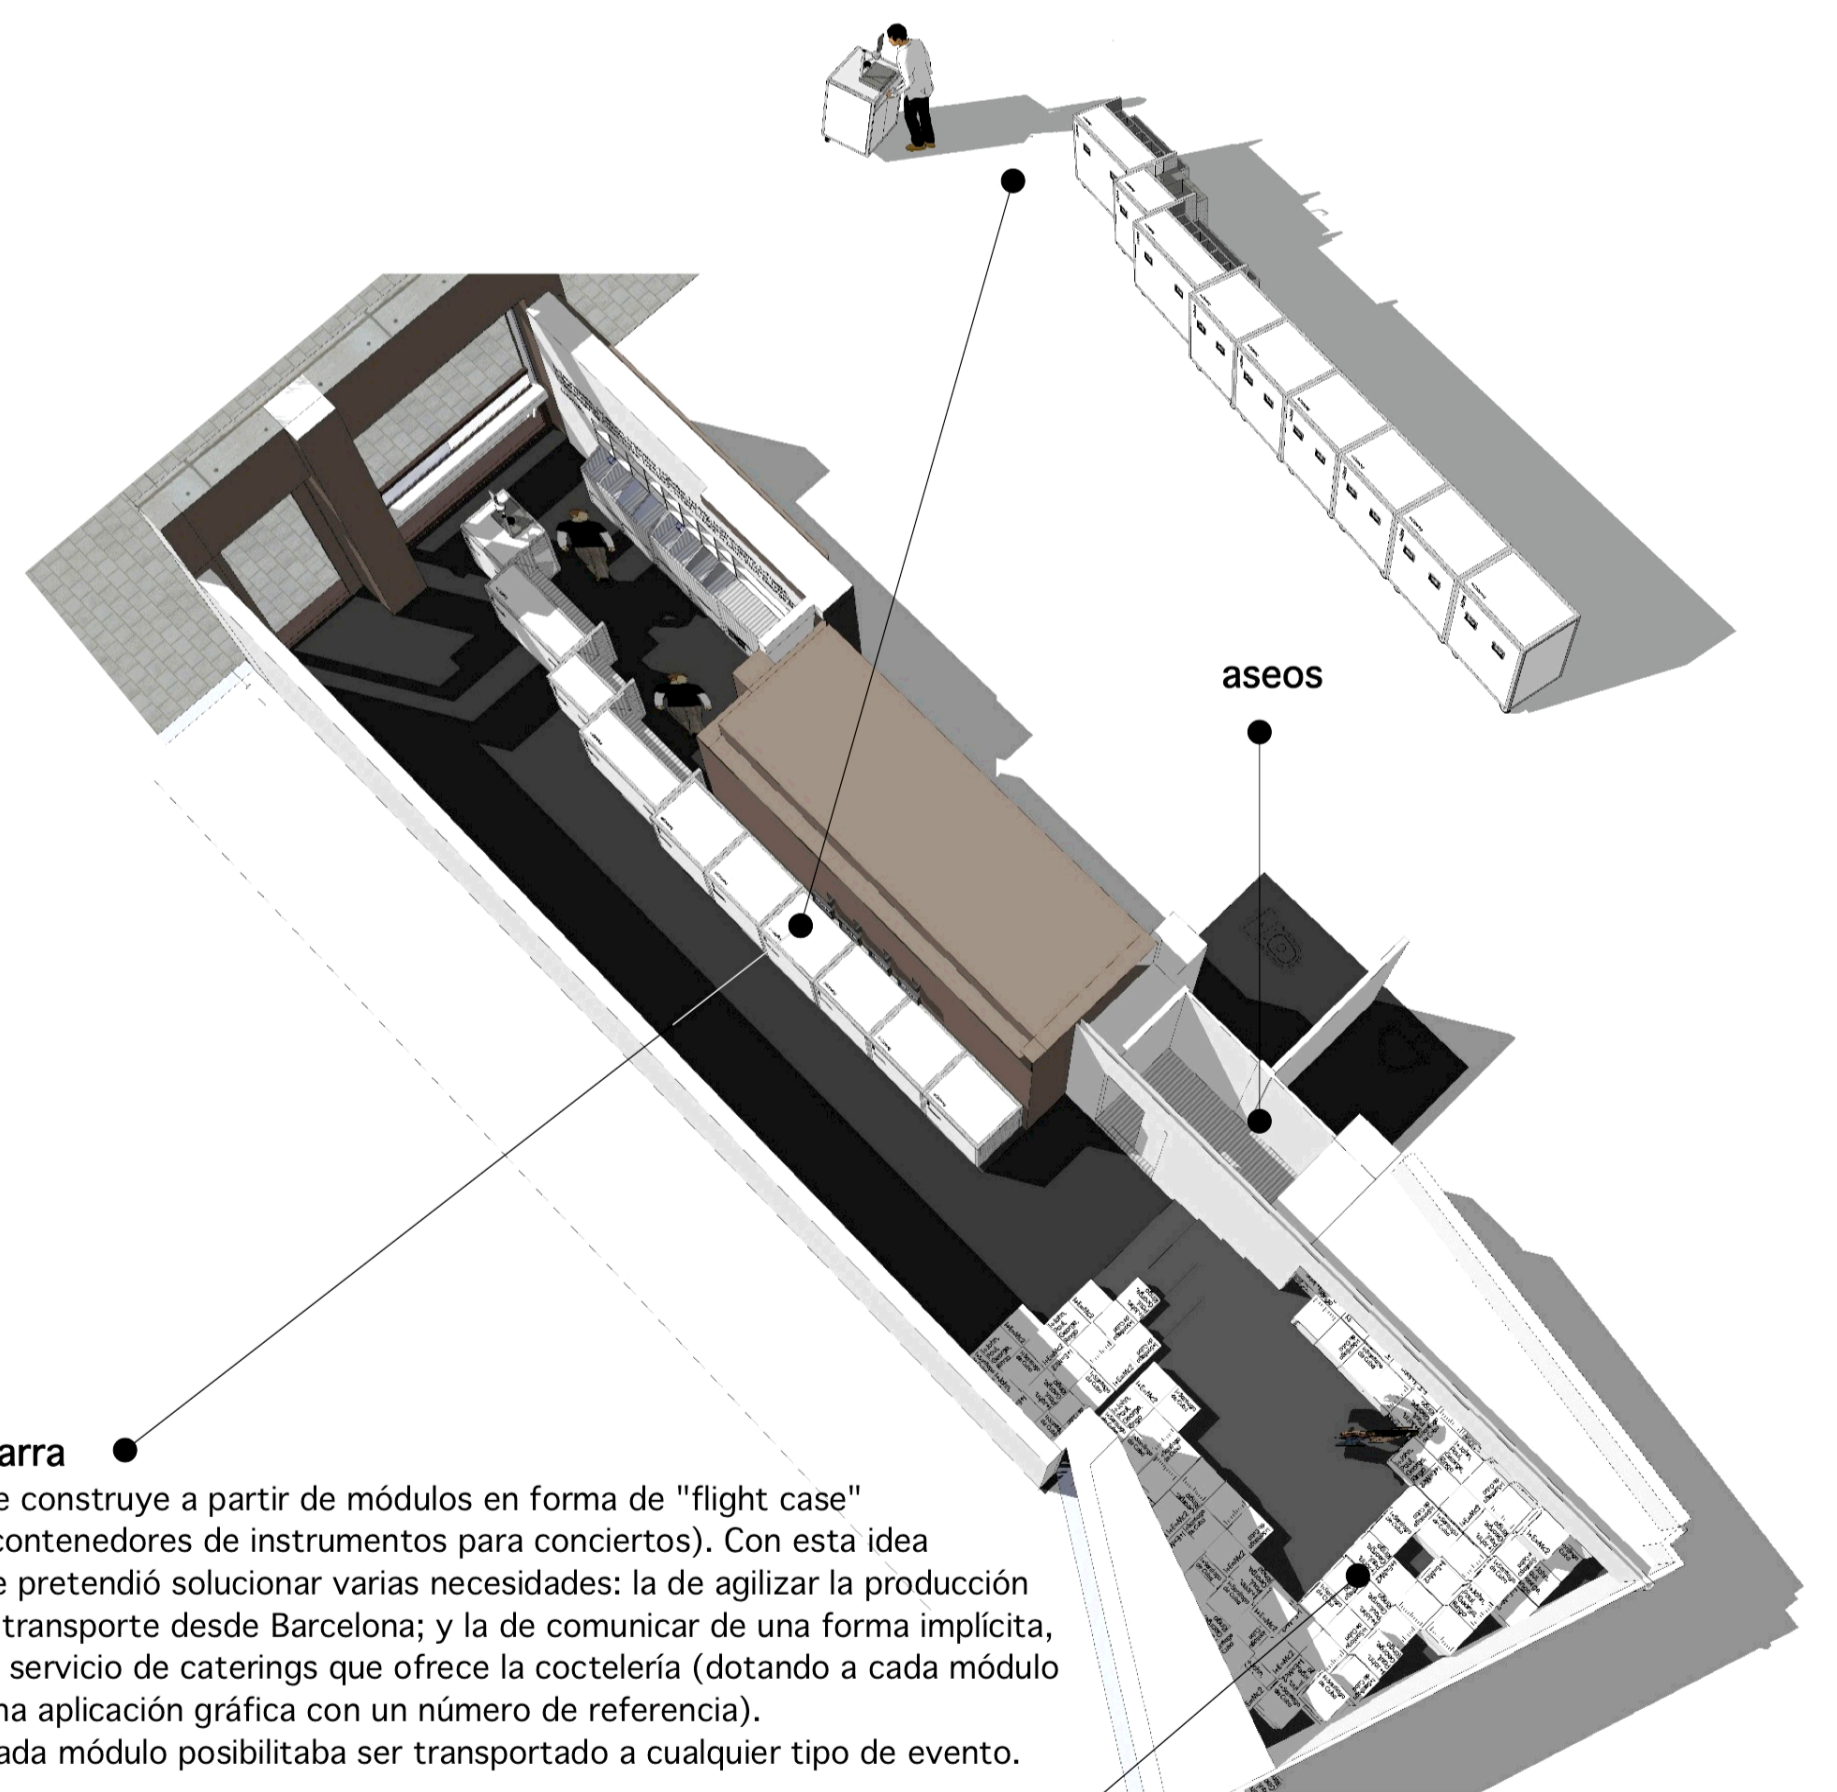 aseos
arra
e construye a partir de módulos en forma de "flight case"
contenedores de instrumentos para conciertos). Con esta idea
e pretendió solucionar varias necesidades: la de agilizar la producción
transporte desde Barcelona; y la de comunicar de una forma implícita,
servicio de caterings que ofrece la coctelería (dotando a cada módulo
na aplicación gráfica con un número de referencia).
ada módulo posibilitaba ser transportado a cualquier tipo de evento.